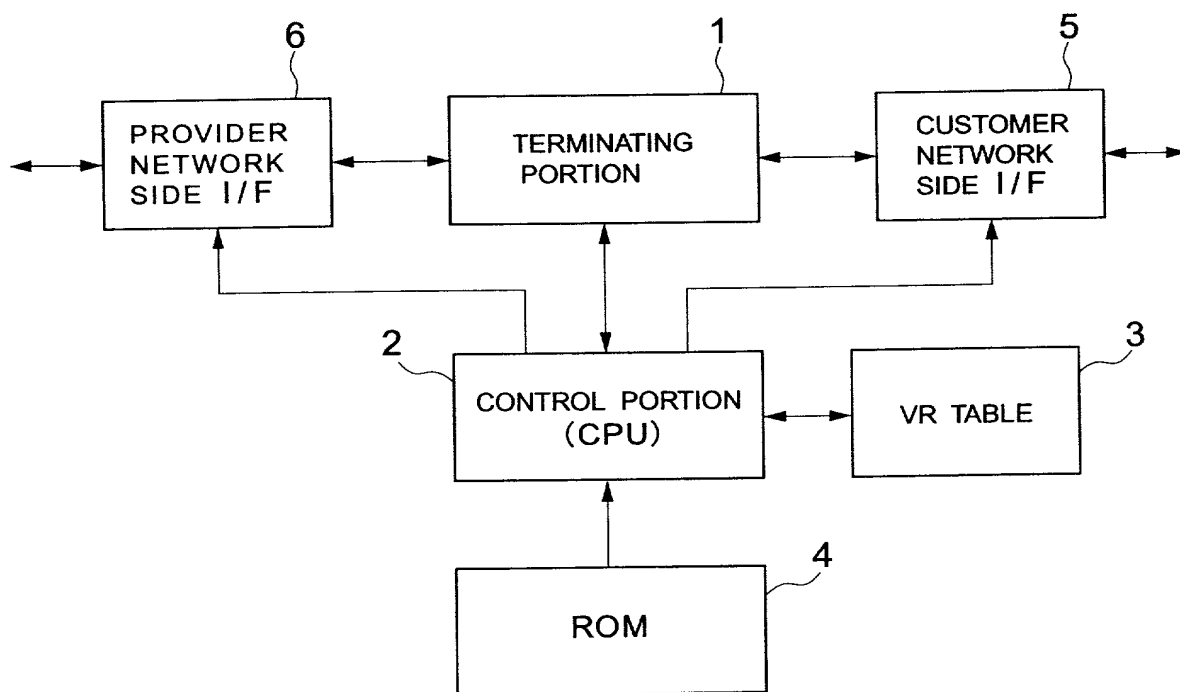 6
1
5
PROVIDER
NETWORK
SIDE I/F
TERMINATING
PORTION
CUSTOMER
NETWORK
SIDE I/F
2
CONTROL PORTION
(CPU)
3
VR TABLE
4
ROM